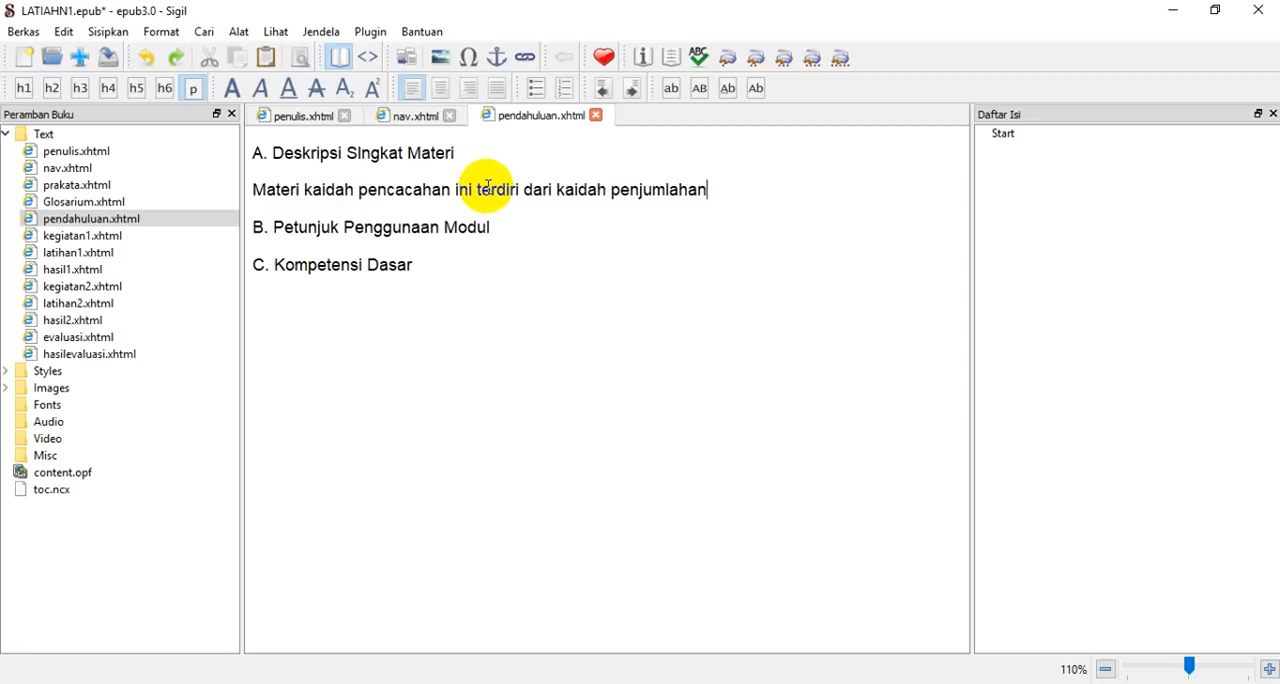 LATIAHN1.epub* - epub3.0 - Sigil
Berkas Edit Sisipkan Format Cari Alat Lihat Jendela Plugin Bantuan
h1 h2 h3 h4 h5 h6 p A A A A A₂ A² ab AB Ab Ab
Peramban Buku
Text
penulis.xhtml
nav.xhtml
prakata.xhtml
Glosarium.xhtml
pendahuluan.xhtml
kegiatan1.xhtml
latihan1.xhtml
hasil1.xhtml
kegiatan2.xhtml
latihan2.xhtml
hasil2.xhtml
evaluasi.xhtml
hasilevaluasi.xhtml
Styles
Images
Fonts
Audio
Video
Misc
content.opf
toc.ncx
penulis.xhtml nav.xhtml pendahuluan.xhtml
A. Deskripsi SIngkat Materi
Materi kaidah pencacahan ini terdiri dari kaidah penjumlahan
B. Petunjuk Penggunaan Modul
C. Kompetensi Dasar
Daftar Isi
Start
110%